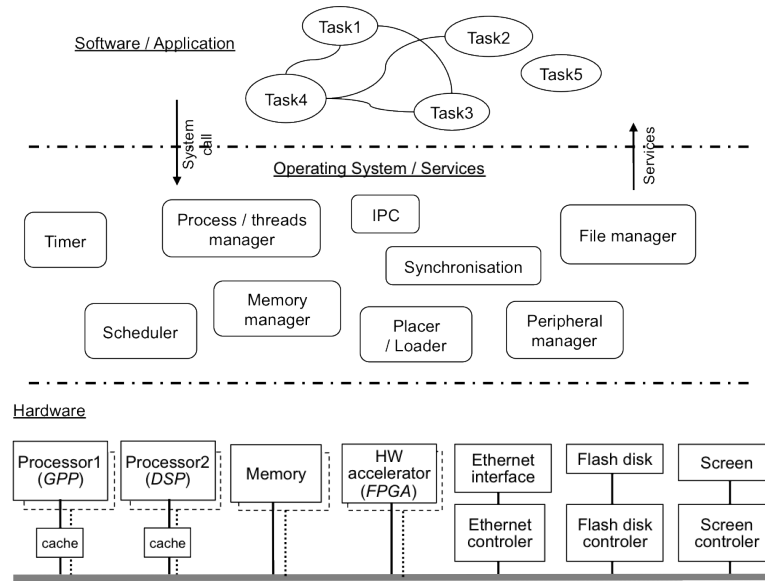 Software / Application
Task1
Task2
Task5
Task4
Task3
System
call
Services
Operating System / Services
Timer
Process / threads
manager
IPC
File manager
Synchronisation
Scheduler
Memory
manager
Placer
/ Loader
Peripheral
manager
Hardware
Processor1
(GPP)
Processor2
(DSP)
Memory
HW
accelerator
(FPGA)
Ethernet
interface
Flash disk
Screen
cache
cache
Ethernet
controler
Flash disk
controler
Screen
controler